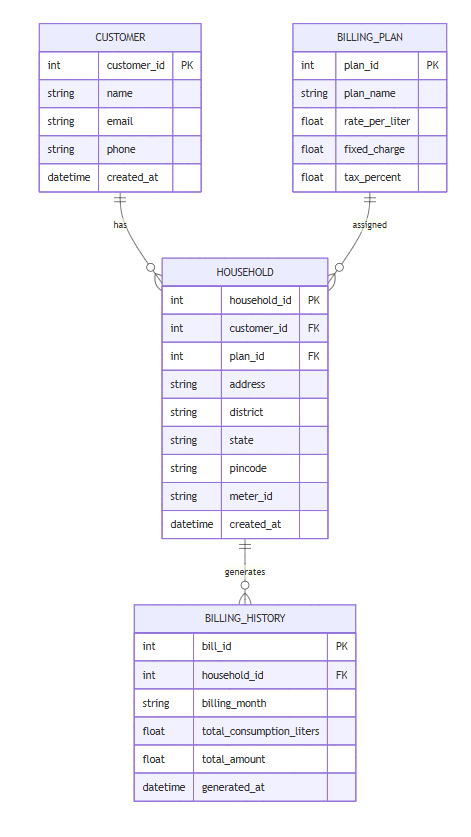 CUSTOMER
int customer_id PK
string name
string email
string phone
datetime created_at
BILLING_PLAN
int plan_id PK
string plan_name
float rate_per_liter
float fixed_charge
float tax_percent
has
assigned
HOUSEHOLD
int household_id PK
int customer_id FK
int plan_id FK
string address
string district
string state
string pincode
string meter_id
datetime created_at
generates
BILLING_HISTORY
int bill_id PK
int household_id FK
string billing_month
float total_consumption_liters
float total_amount
datetime generated_at